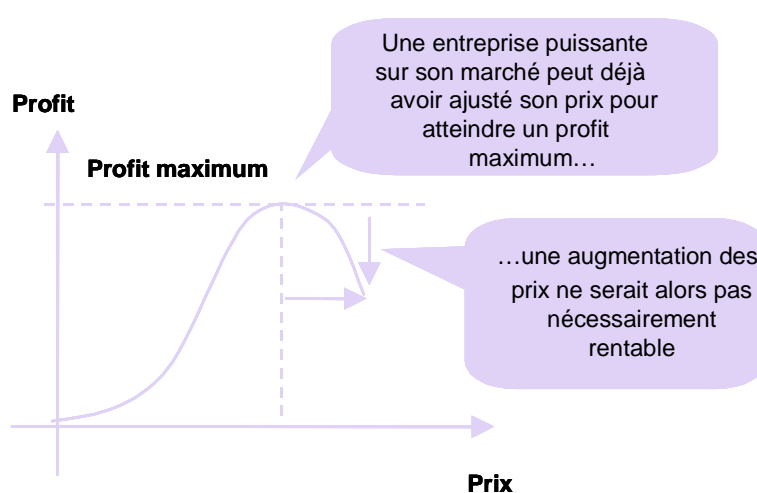 Une entreprise puissante
sur son marché peut déjà
avoir ajusté son prix pour
atteindre un profit
maximum…
Profit
Profit maximum
…une augmentation des
prix ne serait alors pas
nécessairement
rentable
Prix